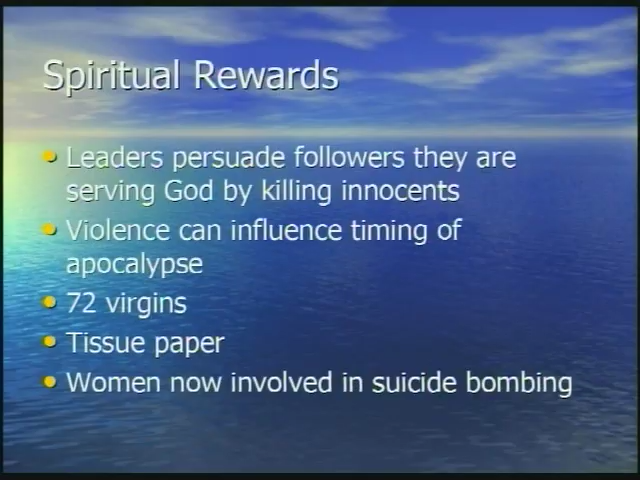 Spiritual Rewards
Leaders persuade followers they are
serving God by killing innocents
Violence can influence timing of
apocalypse
72 virgins
Tissue paper
Women now involved in suicide bombing